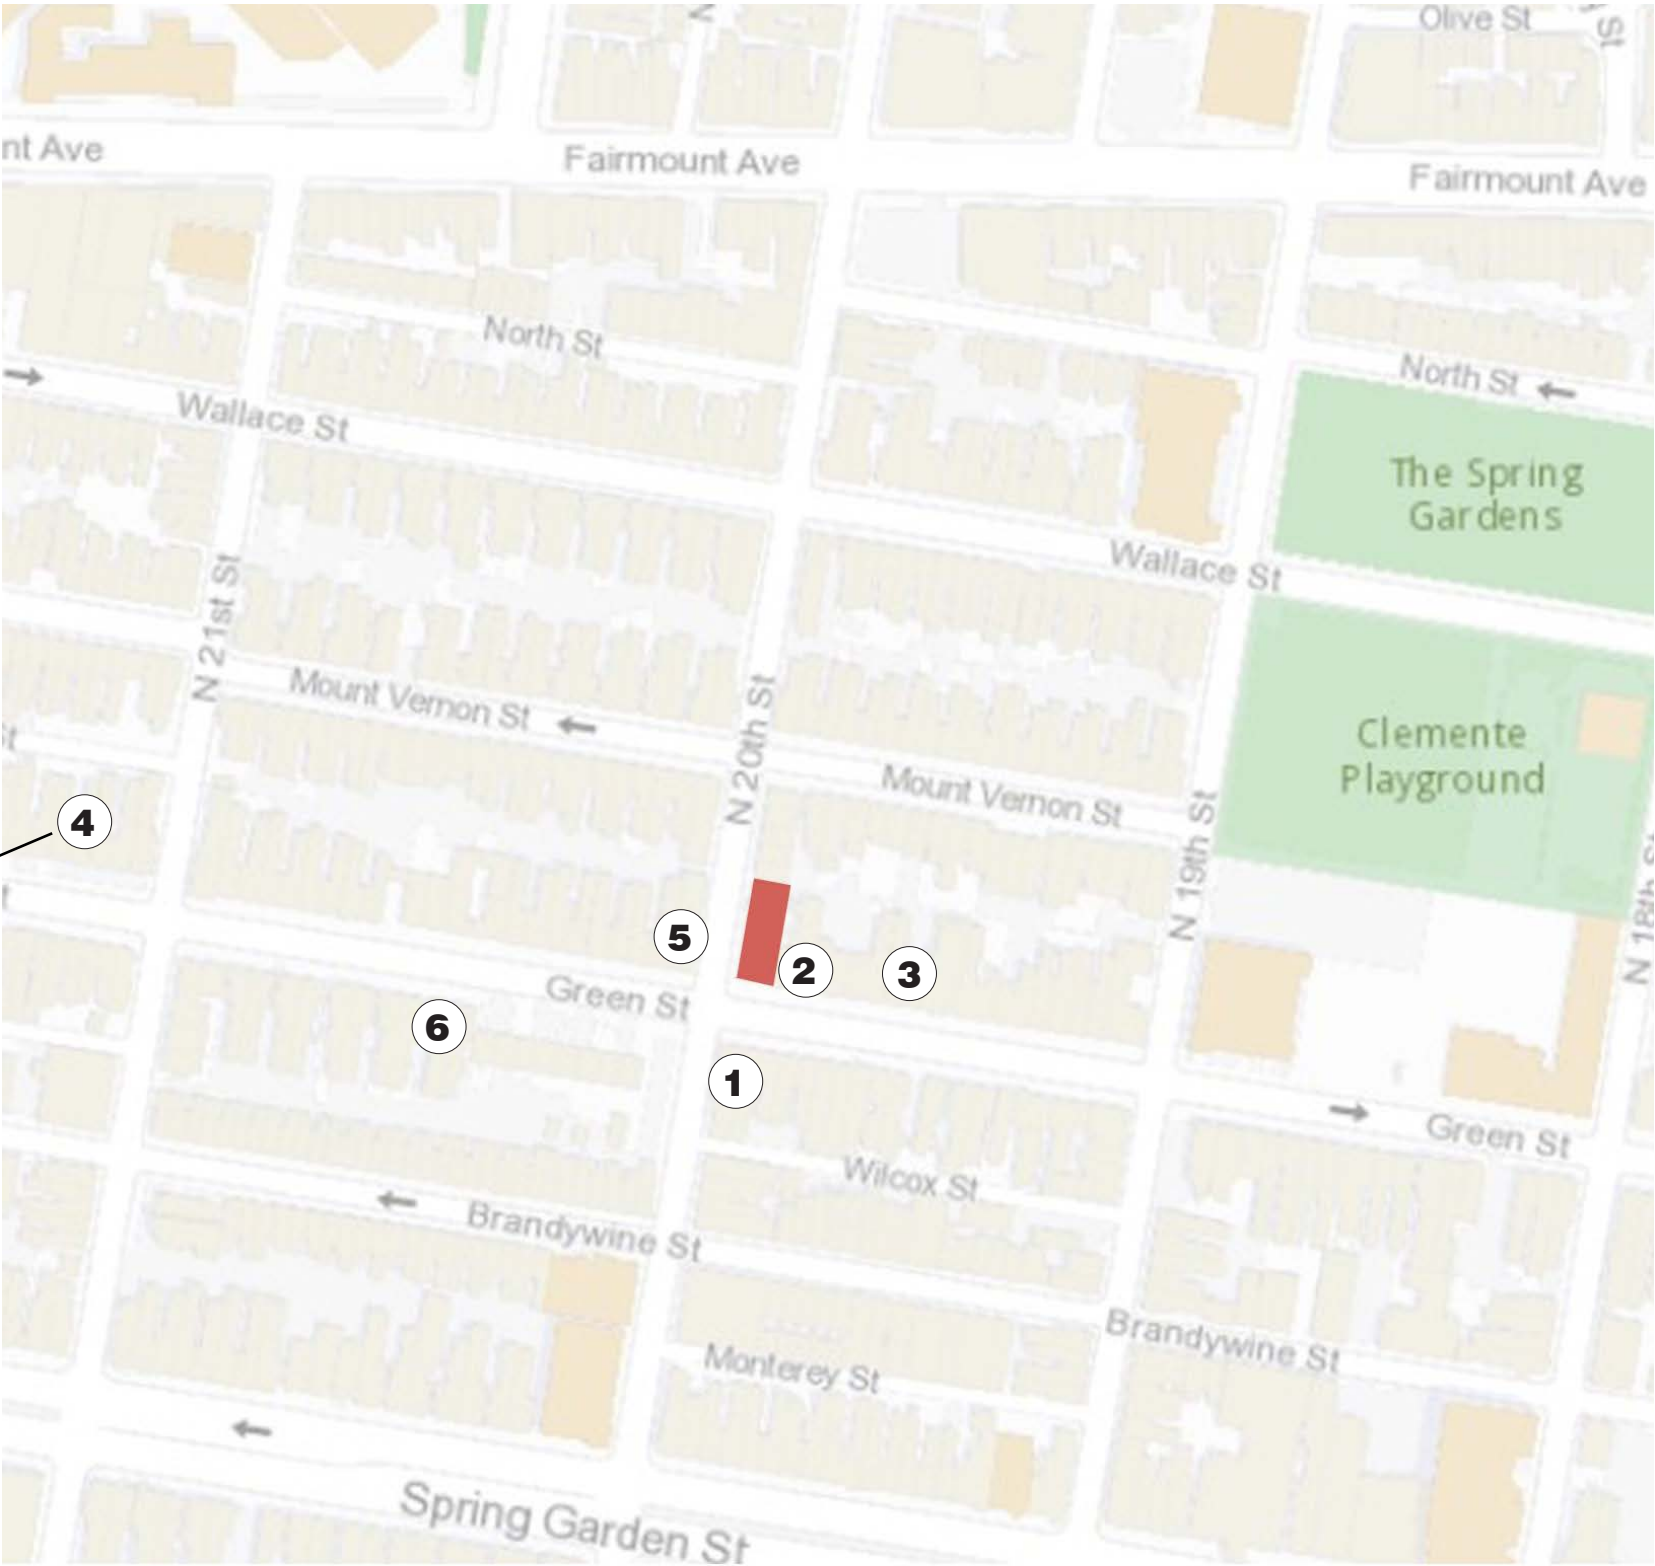 Olive St
St
N
nt Ave
Fairmount Ave
Fairmount Ave
North St
North St
Wallace St
The Spring
Gardens
Wallace St
N 21st St
Mount Vernon St
N 20th St
Clemente
Playground
Mount Vernon St
N 19th St
4
N 18th St
5
2
3
Green St
6
1
Green St
Wilcox St
Brandywine St
Brandywine St
Monterey St
Spring Garden St